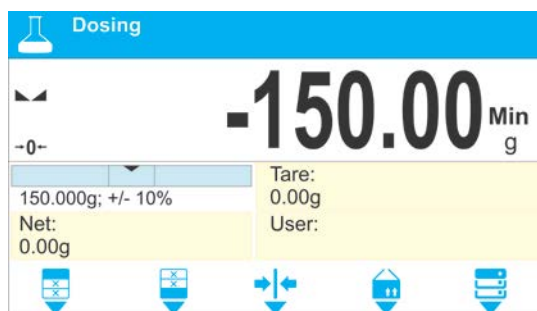 Dosing
-150.00 Min
g
→0←
150.000g; +/- 10%
Tare:
0.00g
Net:
0.00g
User: